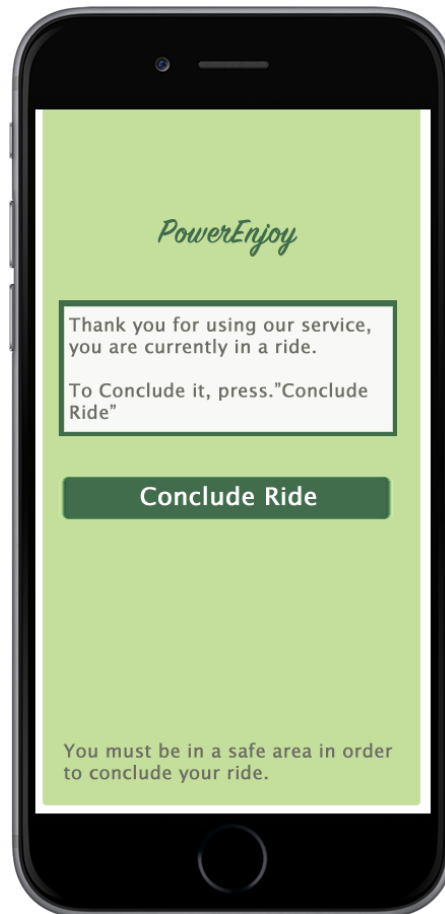 PowerEnjoy
Thank you for using our service,
you are currently in a ride.
To Conclude it, press."Conclude
Ride"
Conclude Ride
You must be in a safe area in order
to conclude your ride.